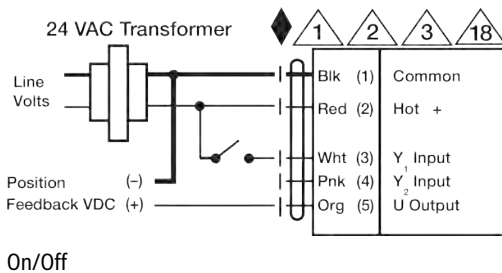 24 VAC Transformer
1 2 3 18
Line
Volts
Blk (1) Common
Red (2) Hot +
Wht (3) Y1 Input
Pnk (4) Y2 Input
Org (5) U Output
Position (–)
Feedback VDC (+)
On/Off